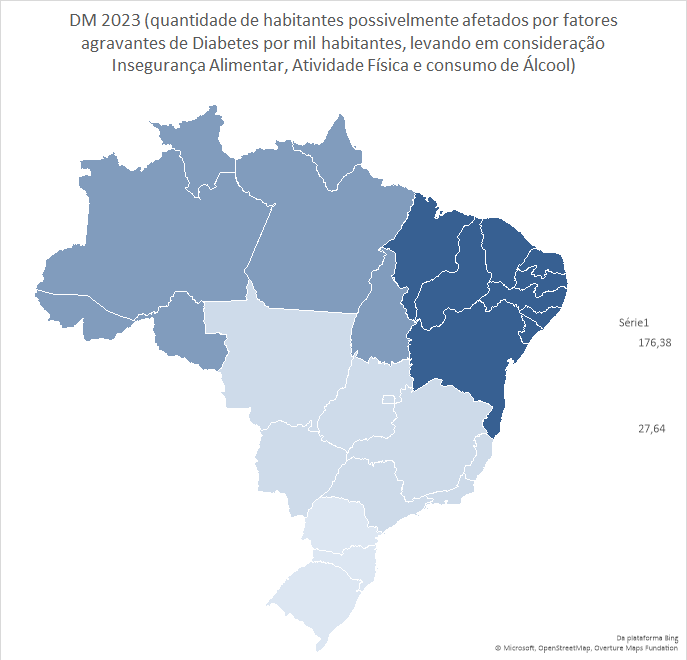 DM 2023 (quantidade de habitantes possivelmente afetados por fatores
agravantes de Diabetes por mil habitantes, levando em consideração
Insegurança Alimentar, Atividade Física e consumo de Álcool)
Série1
176,38
27,64
Da plataforma Bing
© Microsoft, OpenStreetMap, Overture Maps Fundation